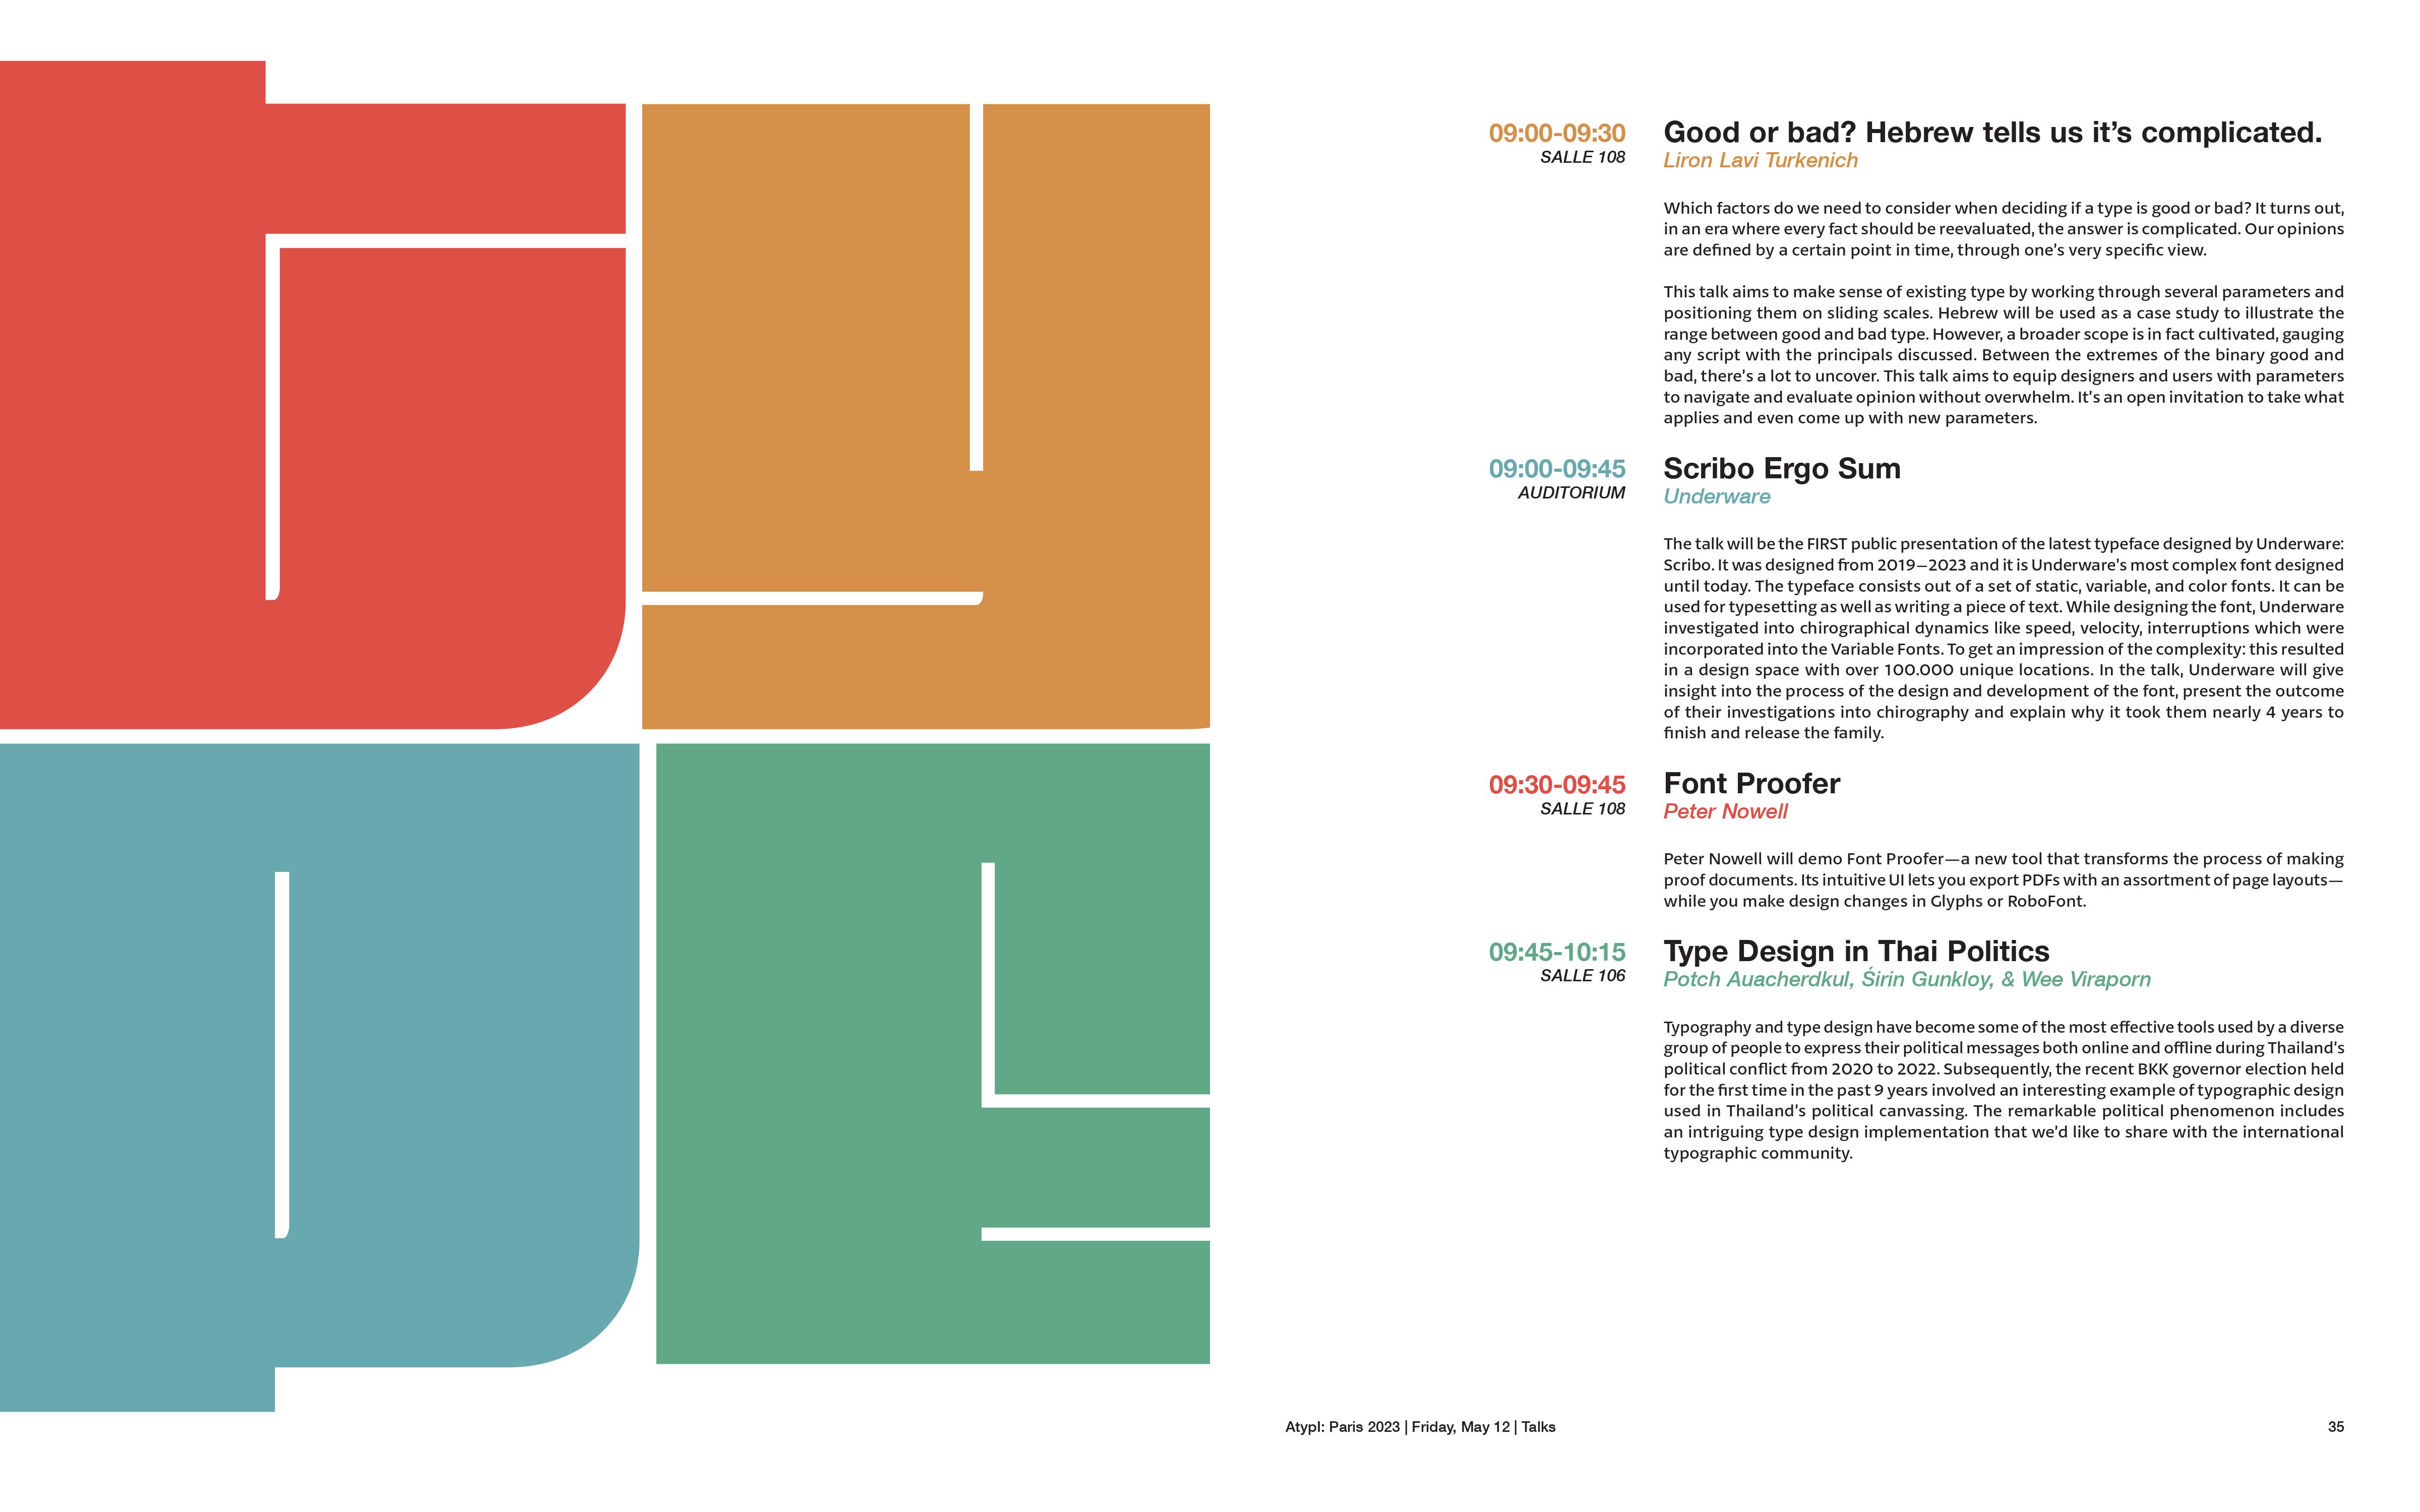 ty
pe
09:00-09:30
SALLE 108
Good or bad? Hebrew tells us it’s complicated.
Liron Lavi Turkenich
Which factors do we need to consider when deciding if a type is good or bad? It turns out,
in an era where every fact should be reevaluated, the answer is complicated. Our opinions
are defined by a certain point in time, through one’s very specific view.
This talk aims to make sense of existing type by working through several parameters and
positioning them on sliding scales. Hebrew will be used as a case study to illustrate the
range between good and bad type. However, a broader scope is in fact cultivated, gauging
any script with the principals discussed. Between the extremes of the binary good and
bad, there’s a lot to uncover. This talk aims to equip designers and users with parameters
to navigate and evaluate opinion without overwhelm. It’s an open invitation to take what
applies and even come up with new parameters.
09:00-09:45
AUDITORIUM
Scribo Ergo Sum
Underware
The talk will be the FIRST public presentation of the latest typeface designed by Underware:
Scribo. It was designed from 2019–2023 and it is Underware’s most complex font designed
until today. The typeface consists out of a set of static, variable, and color fonts. It can be
used for typesetting as well as writing a piece of text. While designing the font, Underware
investigated into chirographical dynamics like speed, velocity, interruptions which were
incorporated into the Variable Fonts. To get an impression of the complexity: this resulted
in a design space with over 100.000 unique locations. In the talk, Underware will give
insight into the process of the design and development of the font, present the outcome
of their investigations into chirography and explain why it took them nearly 4 years to
finish and release the family.
09:30-09:45
SALLE 108
Font Proofer
Peter Nowell
Peter Nowell will demo Font Proofer—a new tool that transforms the process of making
proof documents. Its intuitive UI lets you export PDFs with an assortment of page layouts—
while you make design changes in Glyphs or RoboFont.
09:45-10:15
SALLE 106
Type Design in Thai Politics
Potch Auacherdkul, Śirin Gunkloy, & Wee Viraporn
Typography and type design have become some of the most effective tools used by a diverse
group of people to express their political messages both online and offline during Thailand’s
political conflict from 2020 to 2022. Subsequently, the recent BKK governor election held
for the first time in the past 9 years involved an interesting example of typographic design
used in Thailand’s political canvassing. The remarkable political phenomenon includes
an intriguing type design implementation that we’d like to share with the international
typographic community.
AtypI: Paris 2023 | Friday, May 12 | Talks
35